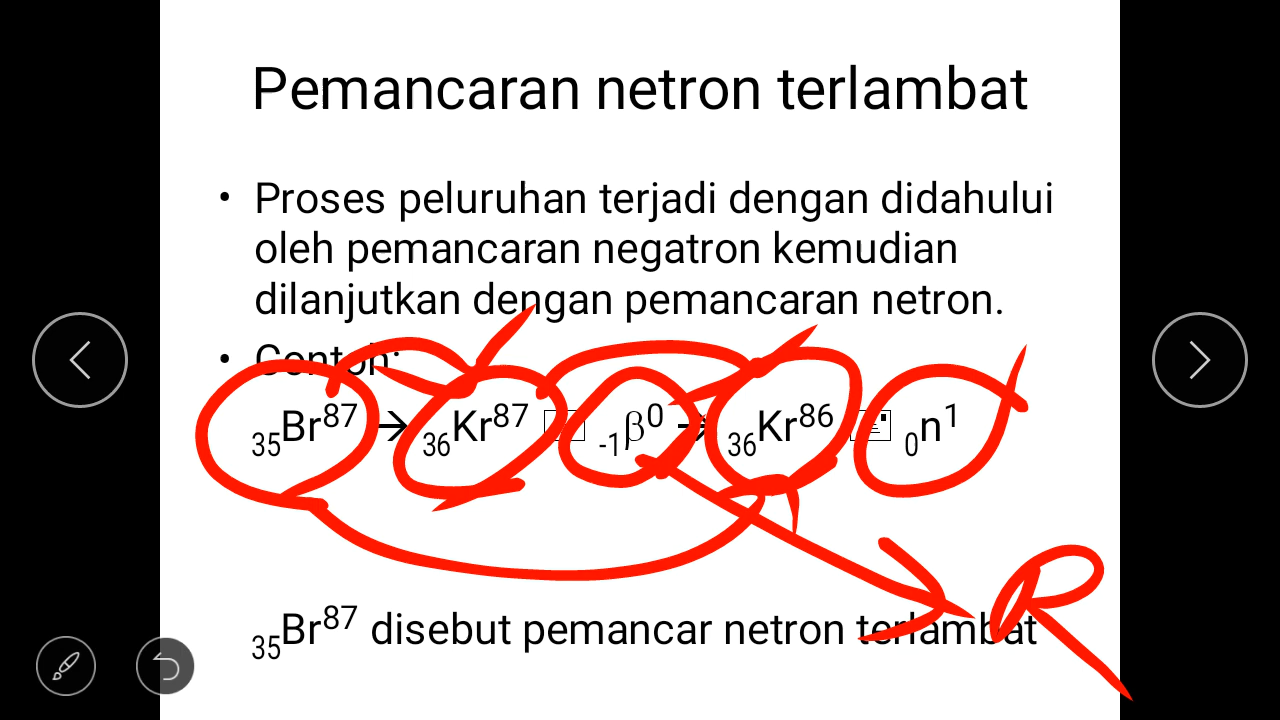 Pemancaran netron terlambat
• Proses peluruhan terjadi dengan didahului
oleh pemancaran negatron kemudian
dilanjutkan dengan pemancaran netron.
• Contoh:
₃₅Br⁸⁷ → ₃₆Kr⁸⁷ ₋₁β⁰ → ₃₆Kr⁸⁶ ₀n¹
R
₃₅Br⁸⁷ disebut pemancar netron terlambat